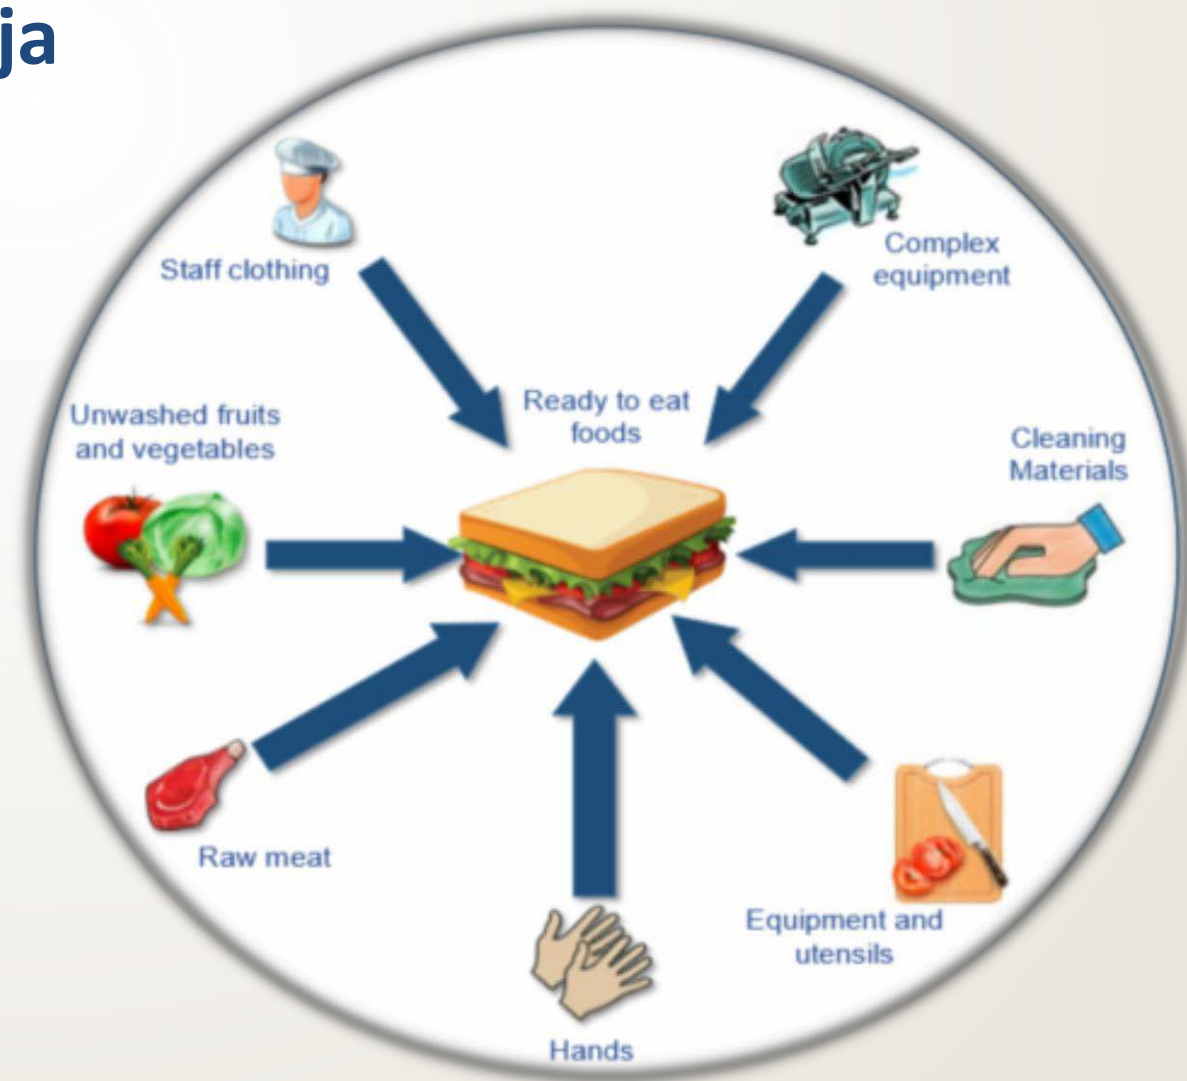 ja
Staff clothing
Complex
equipment
Ready to eat
foods
Unwashed fruits
and vegetables
Cleaning
Materials
Raw meat
Equipment and
utensils
Hands